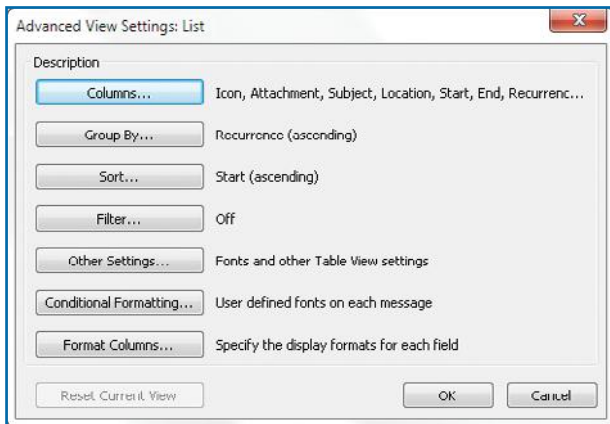 Advanced View Settings: List
Description
Columns... Icon, Attachment, Subject, Location, Start, End, Recurrenc...
Group By... Recurrence (ascending)
Sort... Start (ascending)
Filter... Off
Other Settings... Fonts and other Table View settings
Conditional Formatting... User defined fonts on each message
Format Columns... Specify the display formats for each field
Reset Current View OK Cancel